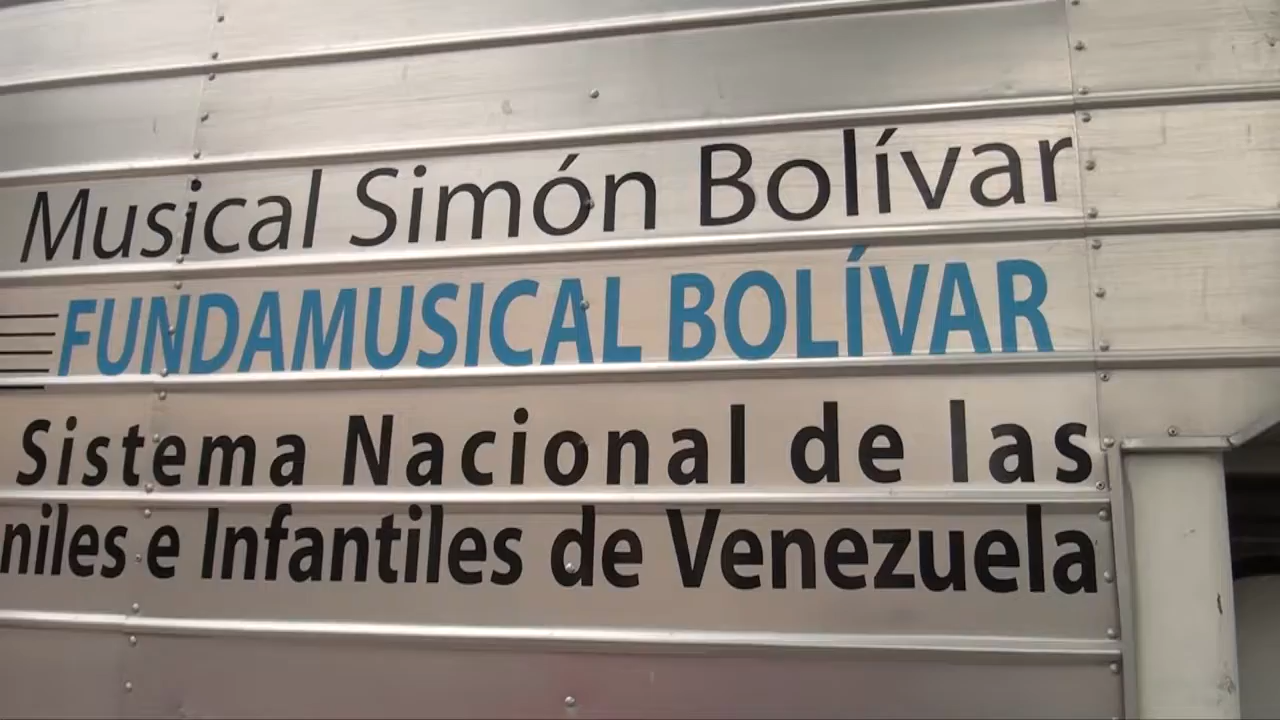 Musical Simón Bolívar
FUNDAMUSICAL BOLÍVAR
Sistema Nacional de las
niles e Infantiles de Venezuela